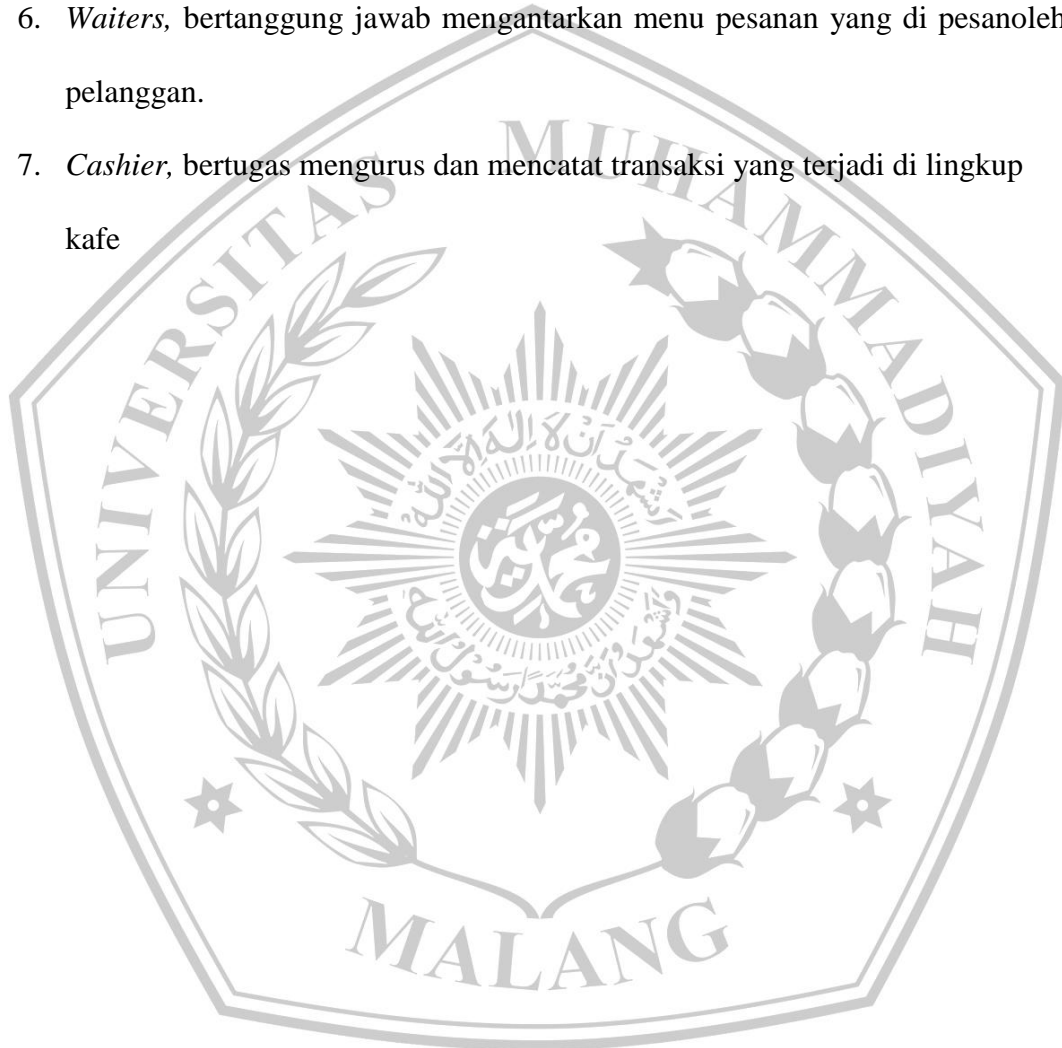 6. Waiters, bertanggung jawab mengantarkan menu pesanan yang di pesanoleh
pelanggan.
7. Cashier, bertugas mengurus dan mencatat transaksi yang terjadi di lingkup
kafe
UNIVERSITAS MUHAMMADIYAH
MALANG